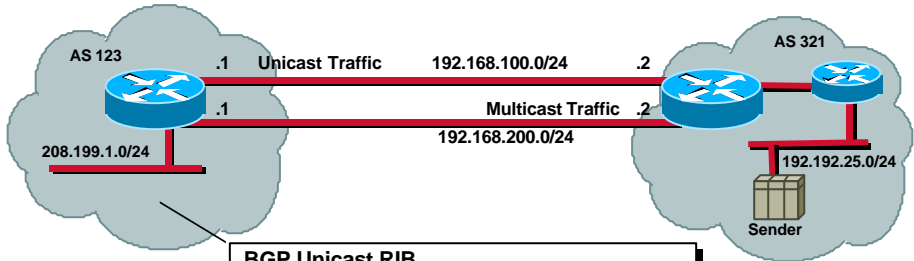 AS 123
.1 Unicast Traffic 192.168.100.0/24 .2
AS 321
.1 Multicast Traffic .2
192.168.200.0/24
208.199.1.0/24
192.192.25.0/24
Sender
BGP Unicast RIB